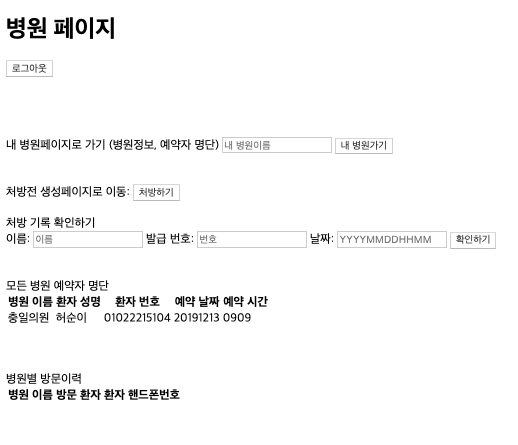 병원 페이지
로그아웃
내 병원페이지로 가기 (병원정보, 예약자 명단) 내 병원이름 내 병원가기
처방전 생성페이지로 이동: 처방하기
처방 기록 확인하기
이름: 이름 발급 번호: 번호 날짜: YYYYMMDDHHMM 확인하기
모든 병원 예약자 명단
병원 이름 환자 성명 환자 번호 예약 날짜 예약 시간
충일의원 허순이 01022215104 20191213 0909
병원별 방문이력
병원 이름 방문 환자 환자 핸드폰번호